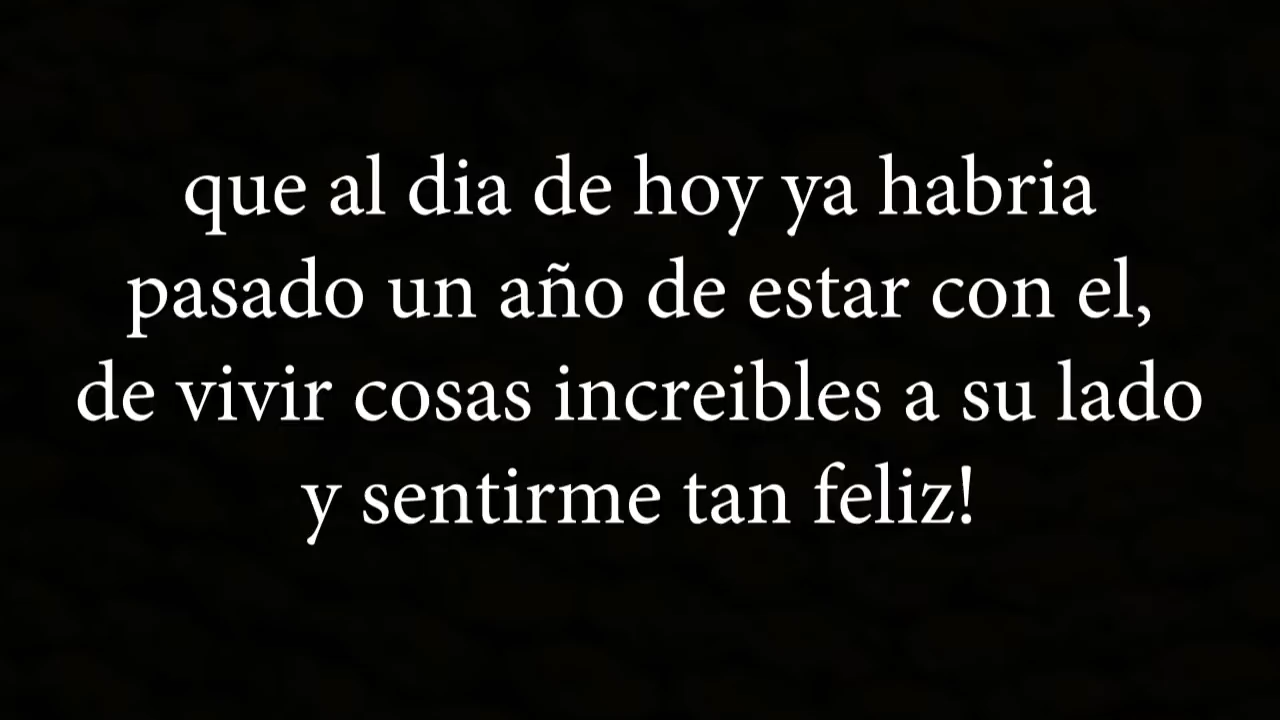 que al dia de hoy ya habria
pasado un año de estar con el,
de vivir cosas increibles a su lado
y sentirme tan feliz!